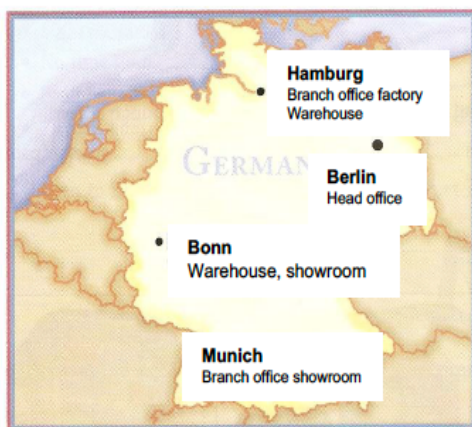 Hamburg
Branch office factory
Warehouse
GERMAN
Berlin
Head office
Bonn
Warehouse, showroom
Munich
Branch office showroom